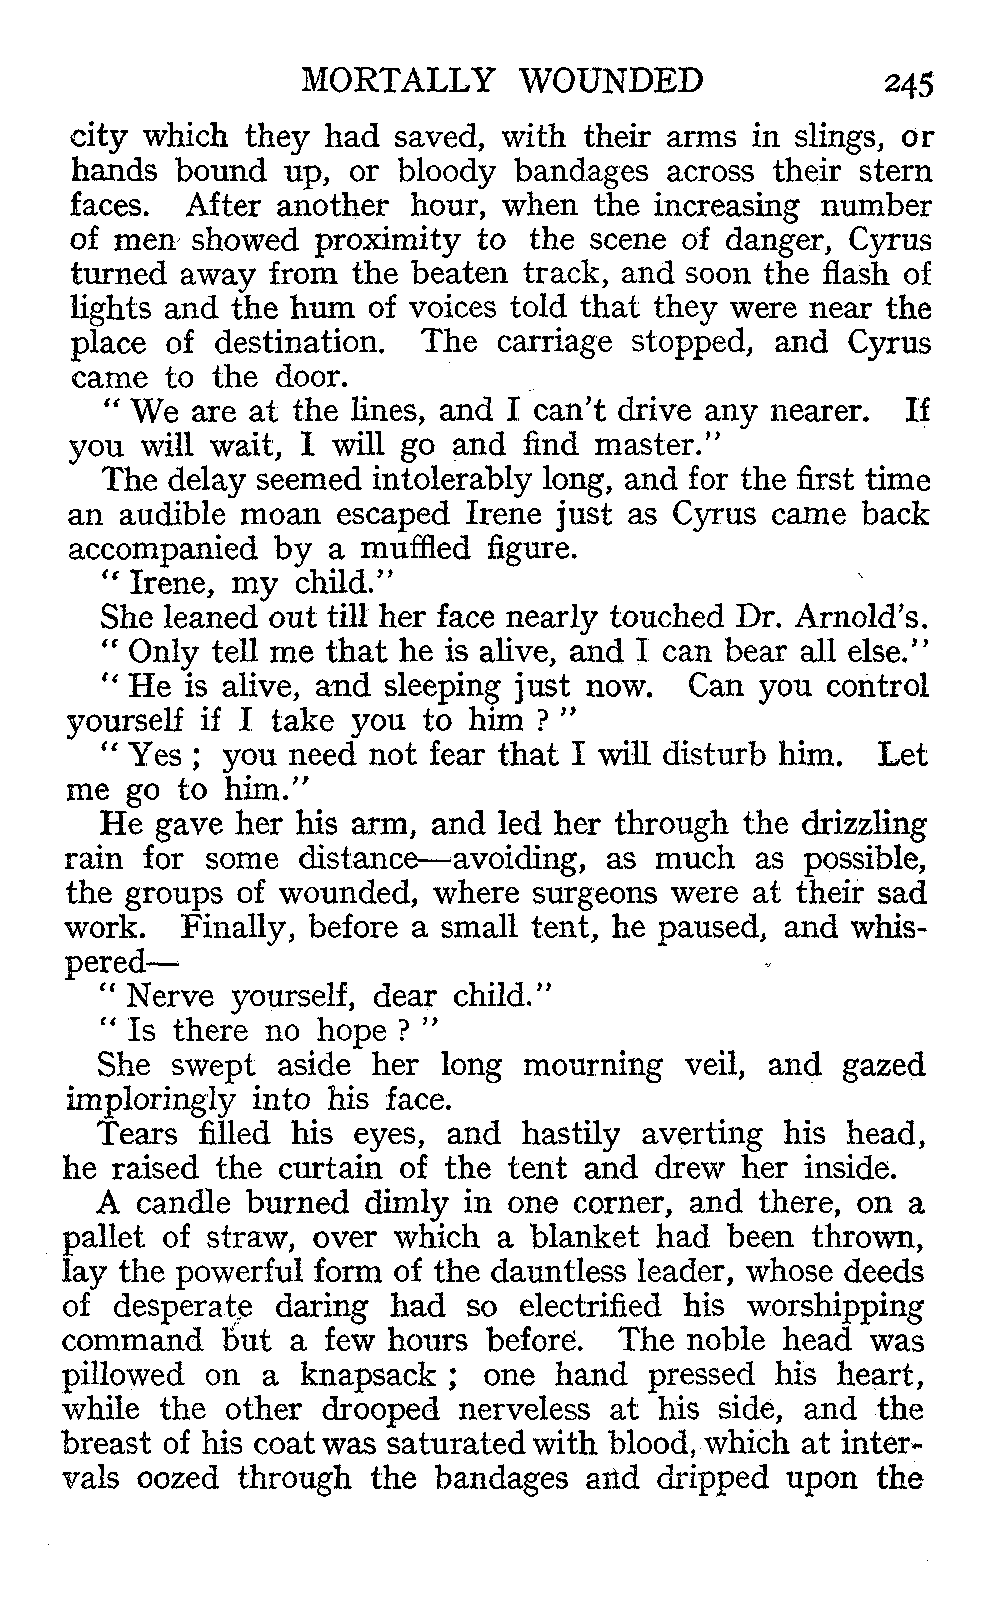 MORTALLY WOUNDED 245
city which they had saved, with their arms in slings, or
hands bound up, or bloody bandages across their stern
faces. After another hour, when the increasing number
of men showed proximity to the scene of danger, Cyrus
turned away from the beaten track, and soon the flash of
lights and the hum of voices told that they were near the
place of destination. The carriage stopped, and Cyrus
came to the door.
" We are at the lines, and I can't drive any nearer. If
you will wait, I will go and find master."
The delay seemed intolerably long, and for the first time
an audible moan escaped Irene just as Cyrus came back
accompanied by a muffled figure.
" Irene, my child."
She leaned out till her face nearly touched Dr. Arnold's.
" Only tell me that he is alive, and I can bear all else."
" He is alive, and sleeping just now. Can you control
yourself if I take you to him ? "
" Yes ; you need not fear that I will disturb him. Let
me go to him."
He gave her his arm, and led her through the drizzling
rain for some distance—avoiding, as much as possible,
the groups of wounded, where surgeons were at their sad
work. Finally, before a small tent, he paused, and whis-
pered—
" Nerve yourself, dear child."
" Is there no hope ? "
She swept aside her long mourning veil, and gazed
imploringly into his face.
Tears filled his eyes, and hastily averting his head,
he raised the curtain of the tent and drew her inside.
A candle burned dimly in one corner, and there, on a
pallet of straw, over which a blanket had been thrown,
lay the powerful form of the dauntless leader, whose deeds
of desperate daring had so electrified his worshipping
command but a few hours before. The noble head was
pillowed on a knapsack ; one hand pressed his heart,
while the other drooped nerveless at his side, and the
breast of his coat was saturated with blood, which at inter-
vals oozed through the bandages and dripped upon the